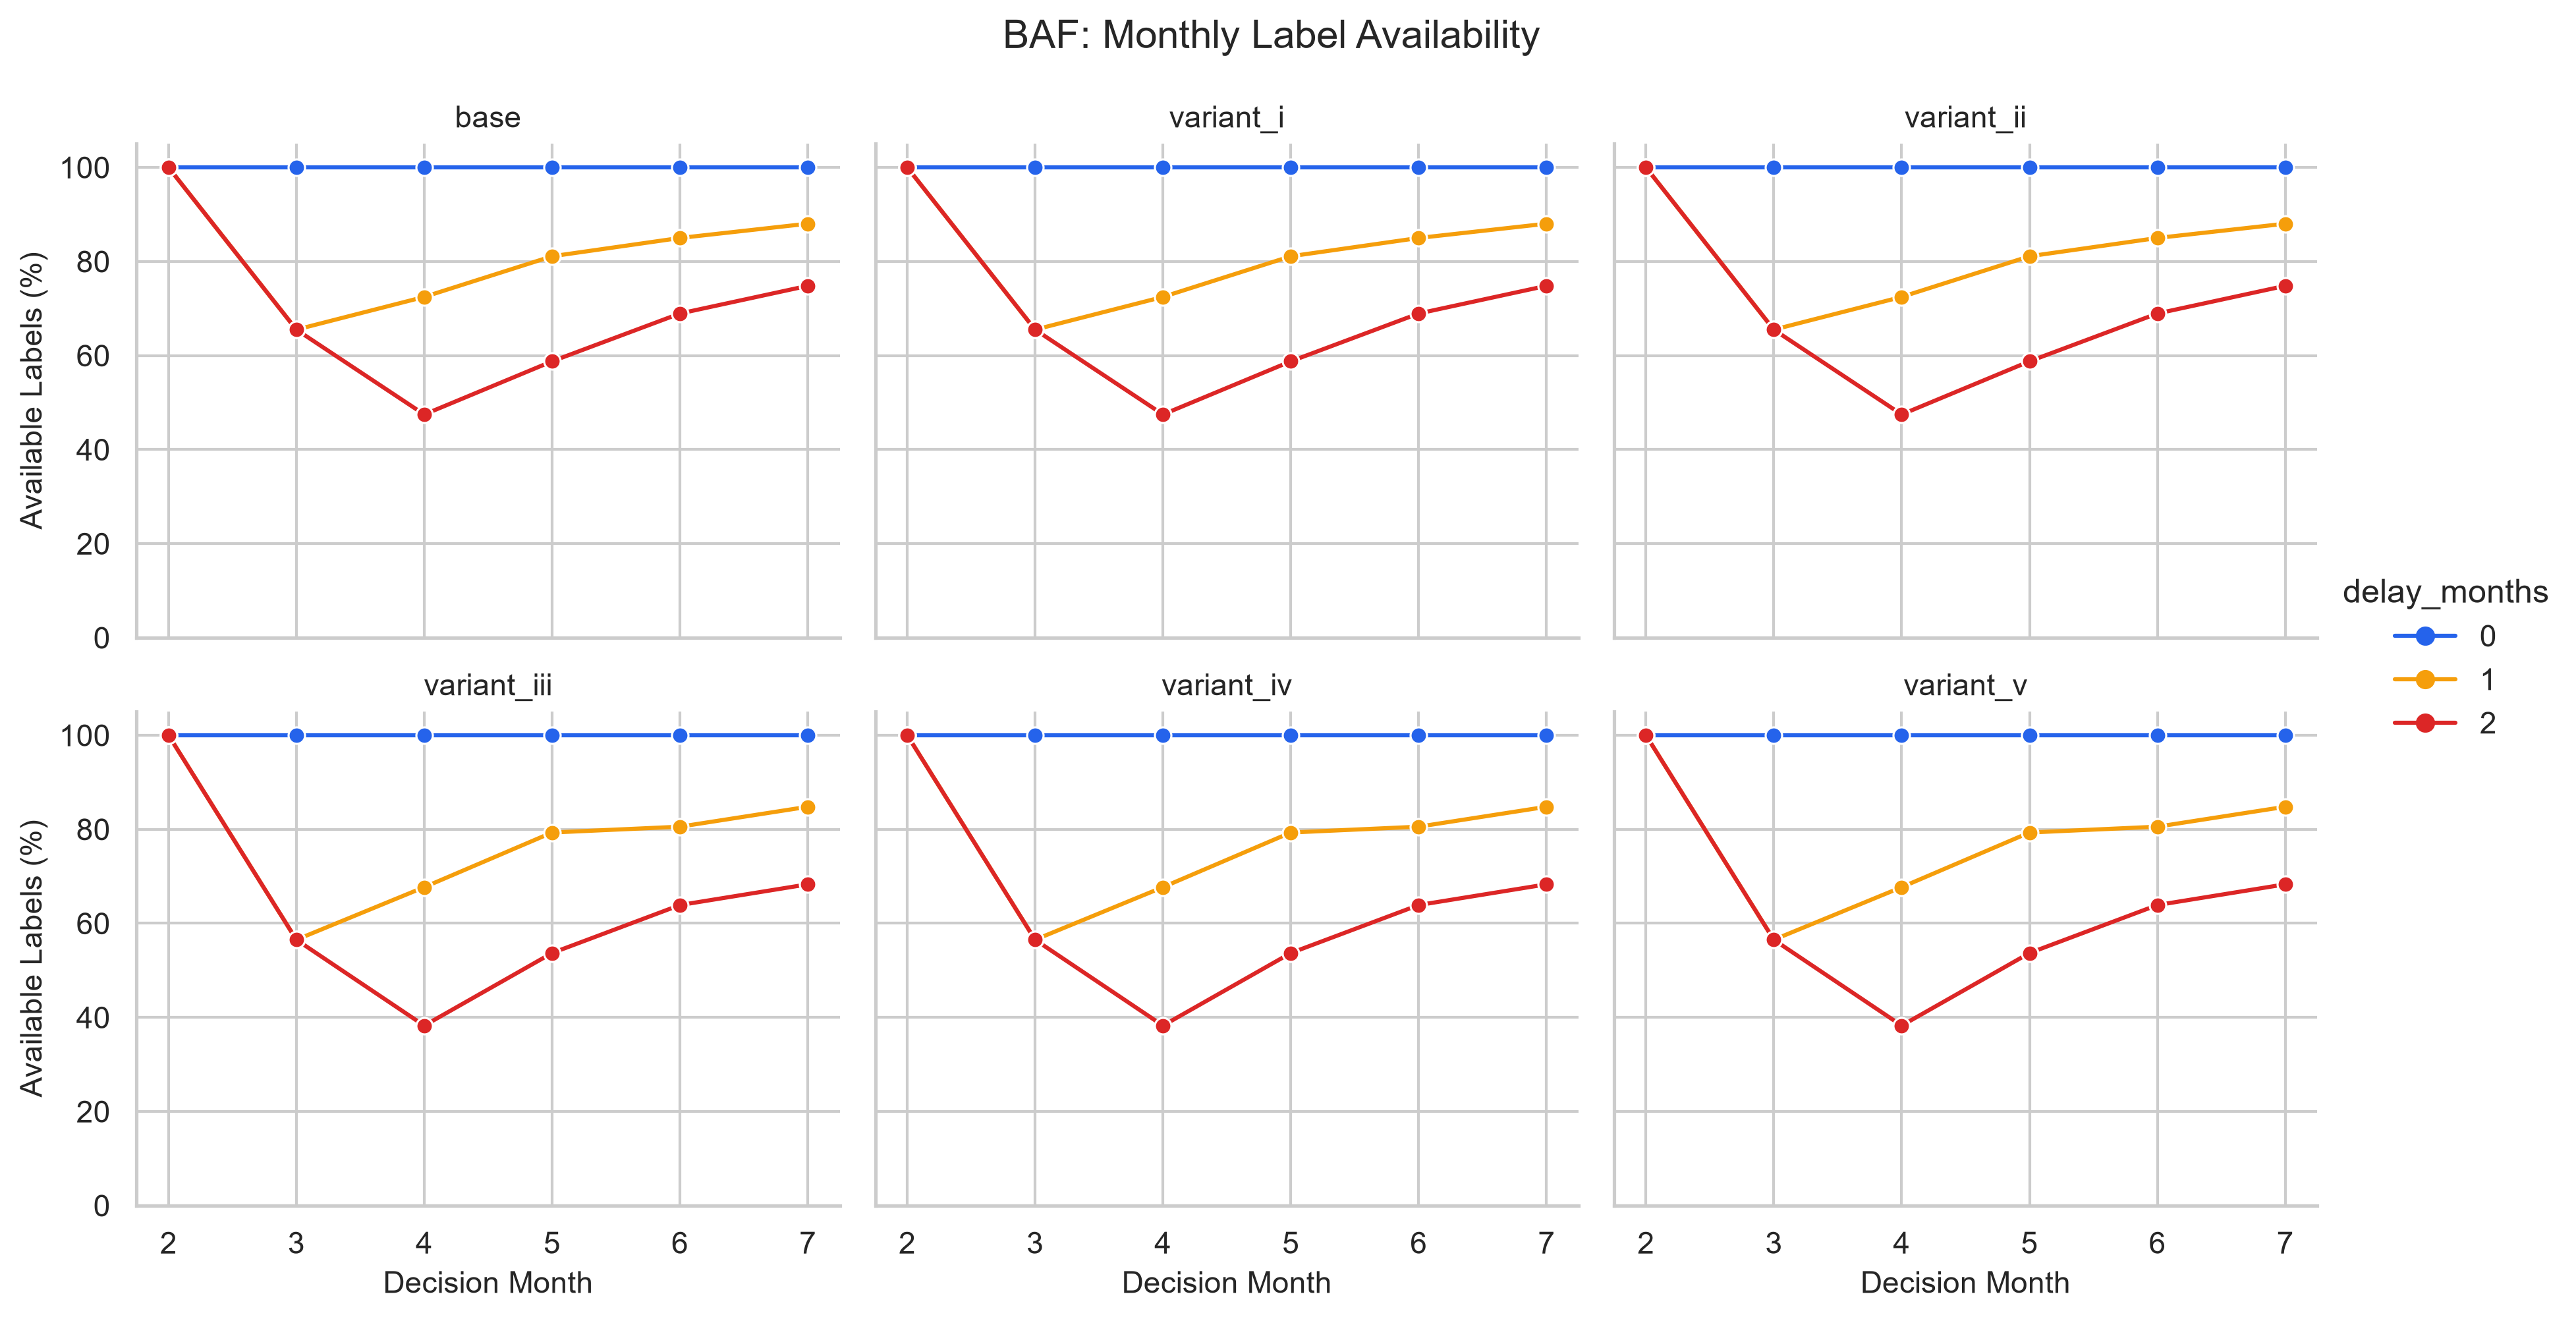 BAF: Monthly Label Availability
base
variant_i
variant_ii
Available Labels (%)
100
80
60
40
20
0
delay_months
0
1
2
variant_iii
variant_iv
variant_v
Available Labels (%)
100
80
60
40
20
0
2 3 4 5 6 7
2 3 4 5 6 7
2 3 4 5 6 7
Decision Month
Decision Month
Decision Month